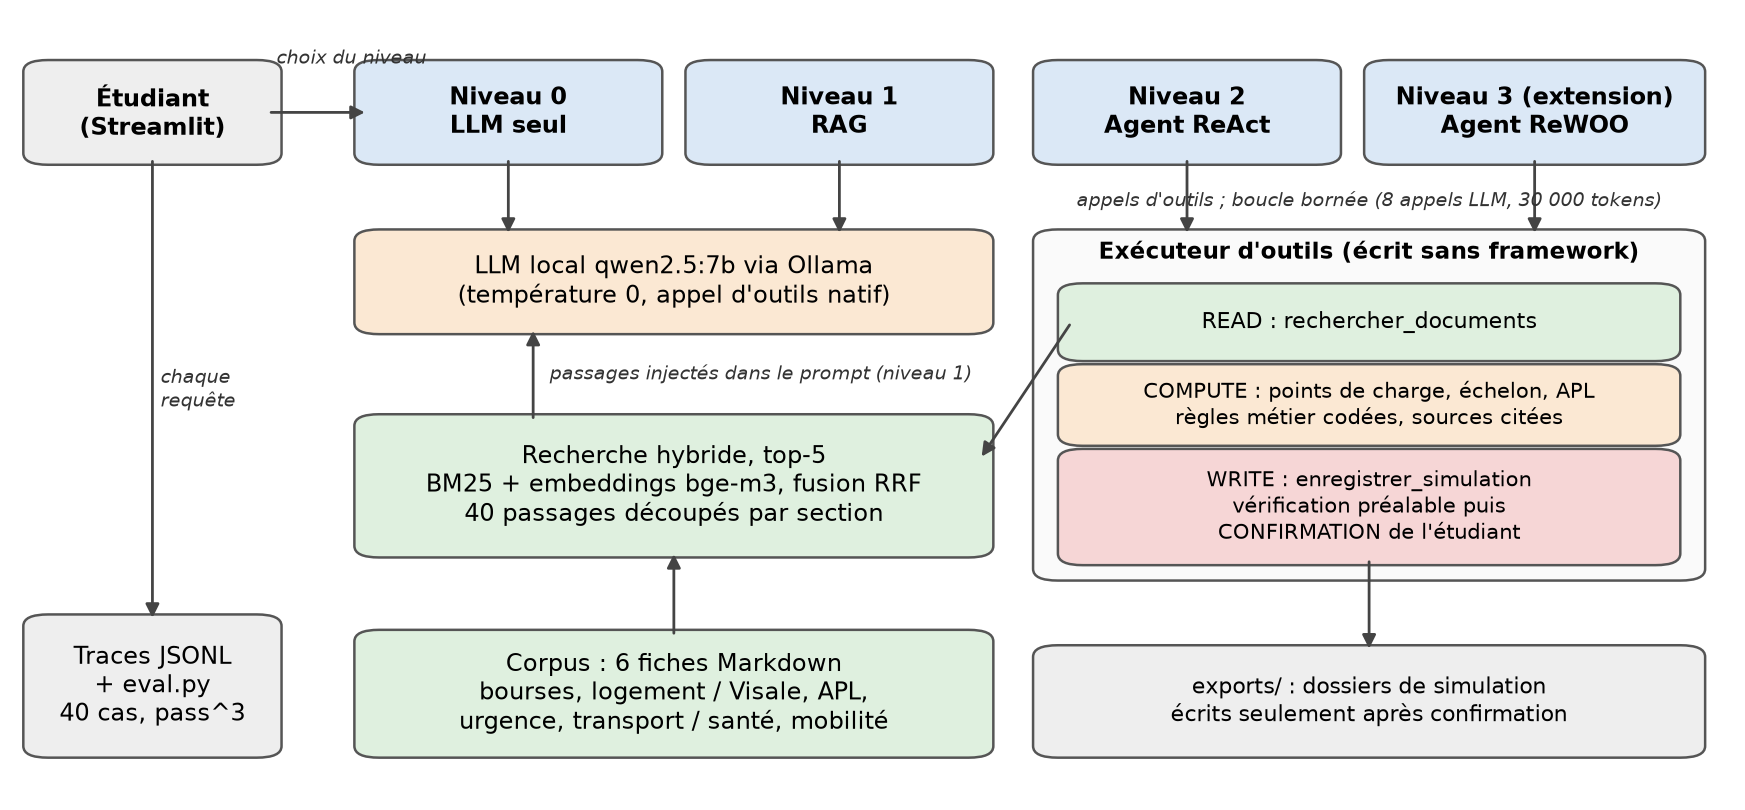 choix du niveau
Étudiant
(Streamlit)
Niveau 0
LLM seul
Niveau 1
RAG
Niveau 2
Agent ReAct
Niveau 3 (extension)
Agent ReWOO
appels d'outils ; boucle bornée (8 appels LLM, 30 000 tokens)
LLM local qwen2.5:7b via Ollama
(température 0, appel d'outils natif)
Exécuteur d'outils (écrit sans framework)
READ : rechercher_documents
chaque
requête
passages injectés dans le prompt (niveau 1)
COMPUTE : points de charge, échelon, APL
règles métier codées, sources citées
Recherche hybride, top-5
BM25 + embeddings bge-m3, fusion RRF
40 passages découpés par section
WRITE : enregistrer_simulation
vérification préalable puis
CONFIRMATION de l'étudiant
Traces JSONL
+ eval.py
40 cas, pass^3
Corpus : 6 fiches Markdown
bourses, logement / Visale, APL,
urgence, transport / santé, mobilité
exports/ : dossiers de simulation
écrits seulement après confirmation